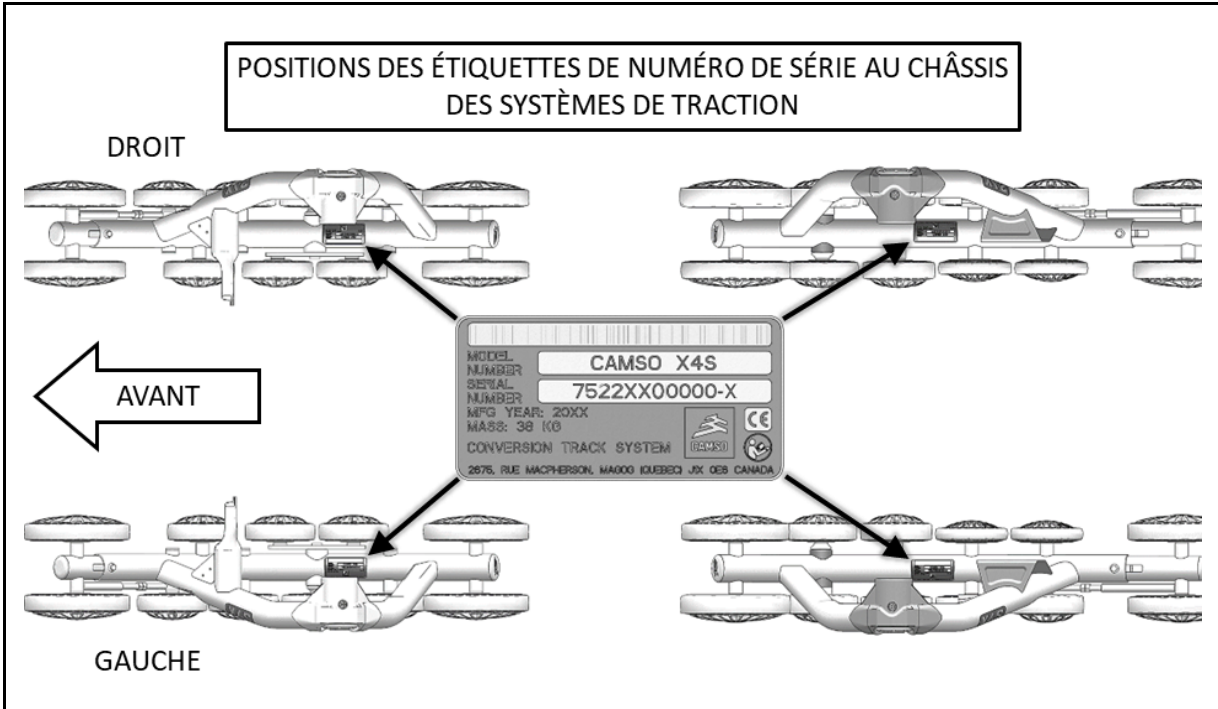 POSITIONS DES ÉTIQUETTES DE NUMÉRO DE SÉRIE AU CHÂSSIS
DES SYSTÈMES DE TRACTION
DROIT
AVANT
MODEL
NUMBER
CAMSO X4S
SERIAL
NUMBER
7522XX00000-X
MFG YEAR: 20XX
MASS: 38 KG
CONVERSION TRACK SYSTEM
CAMSO
CE
2675, RUE MACPHERSON, MAGOG (QUEBEC) J1X 0E6 CANADA
GAUCHE